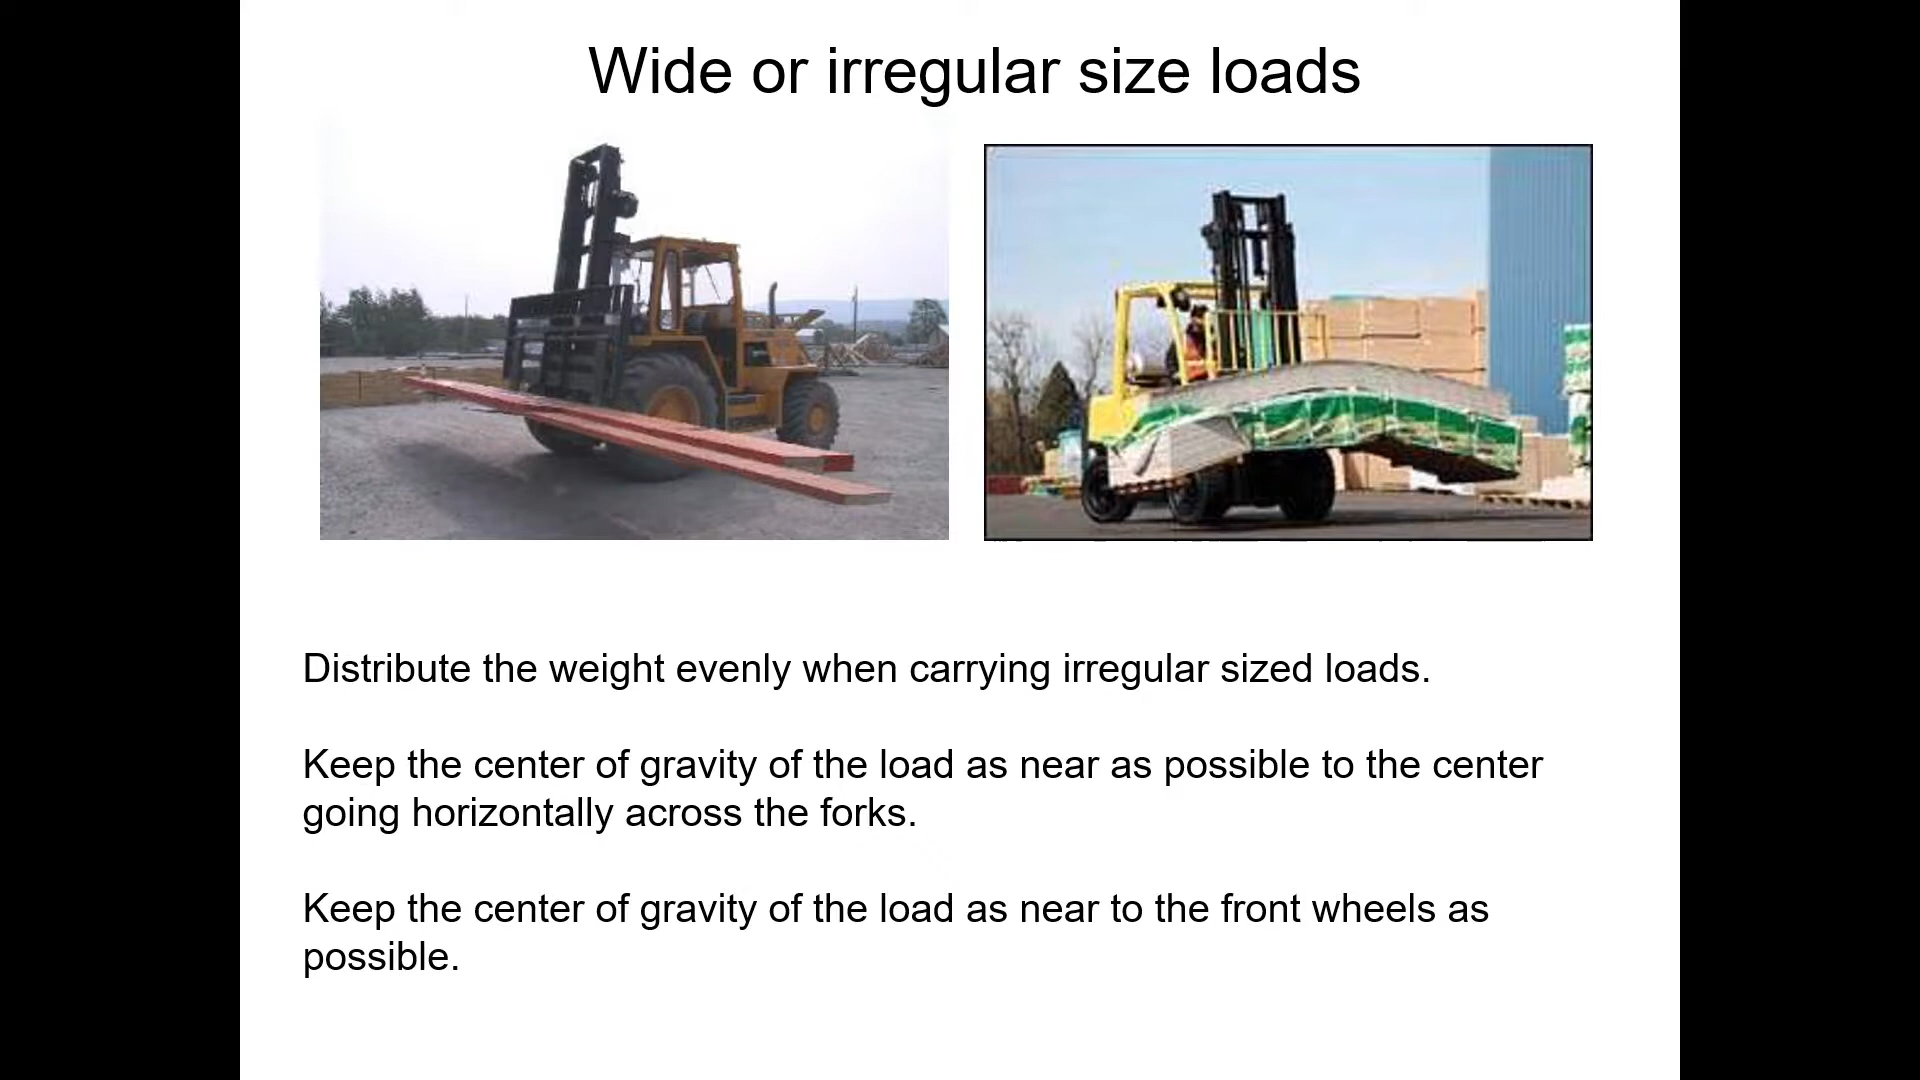 Wide or irregular size loads
Distribute the weight evenly when carrying irregular sized loads.
Keep the center of gravity of the load as near as possible to the center
going horizontally across the forks.
Keep the center of gravity of the load as near to the front wheels as
possible.